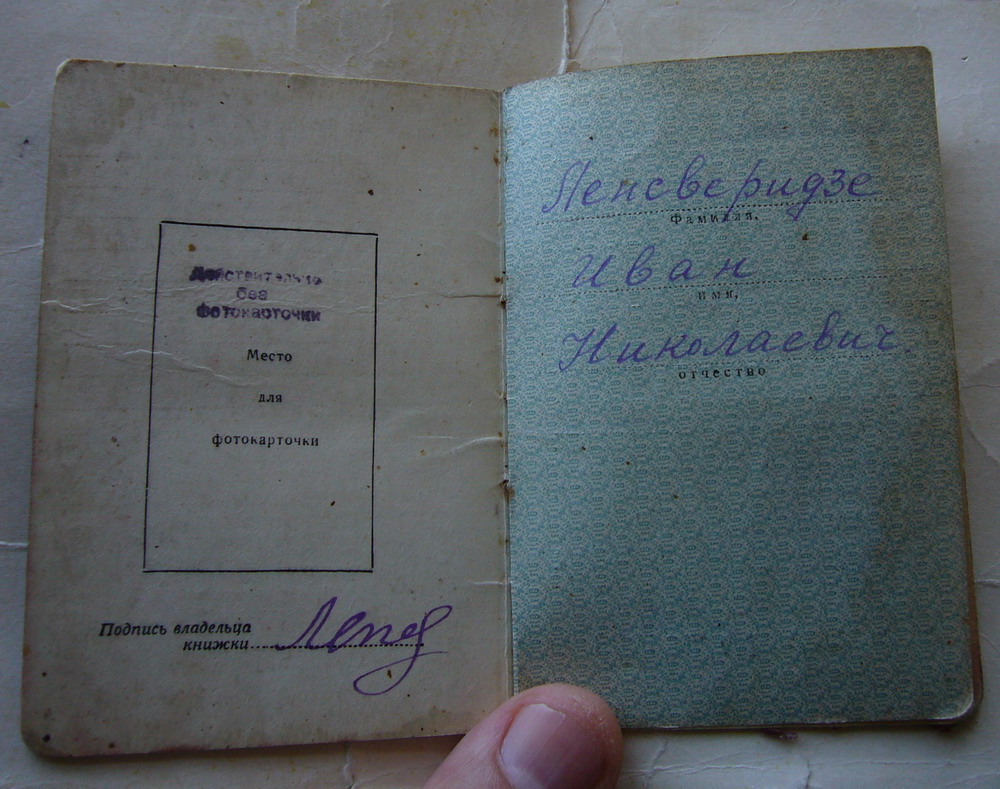 Действительно
без
фотокарточки
Место
для
фотокарточки
Подпись владельца
книжки
Лепсверидзе
фамилия,
Иван
имя,
Николаевич
отчество